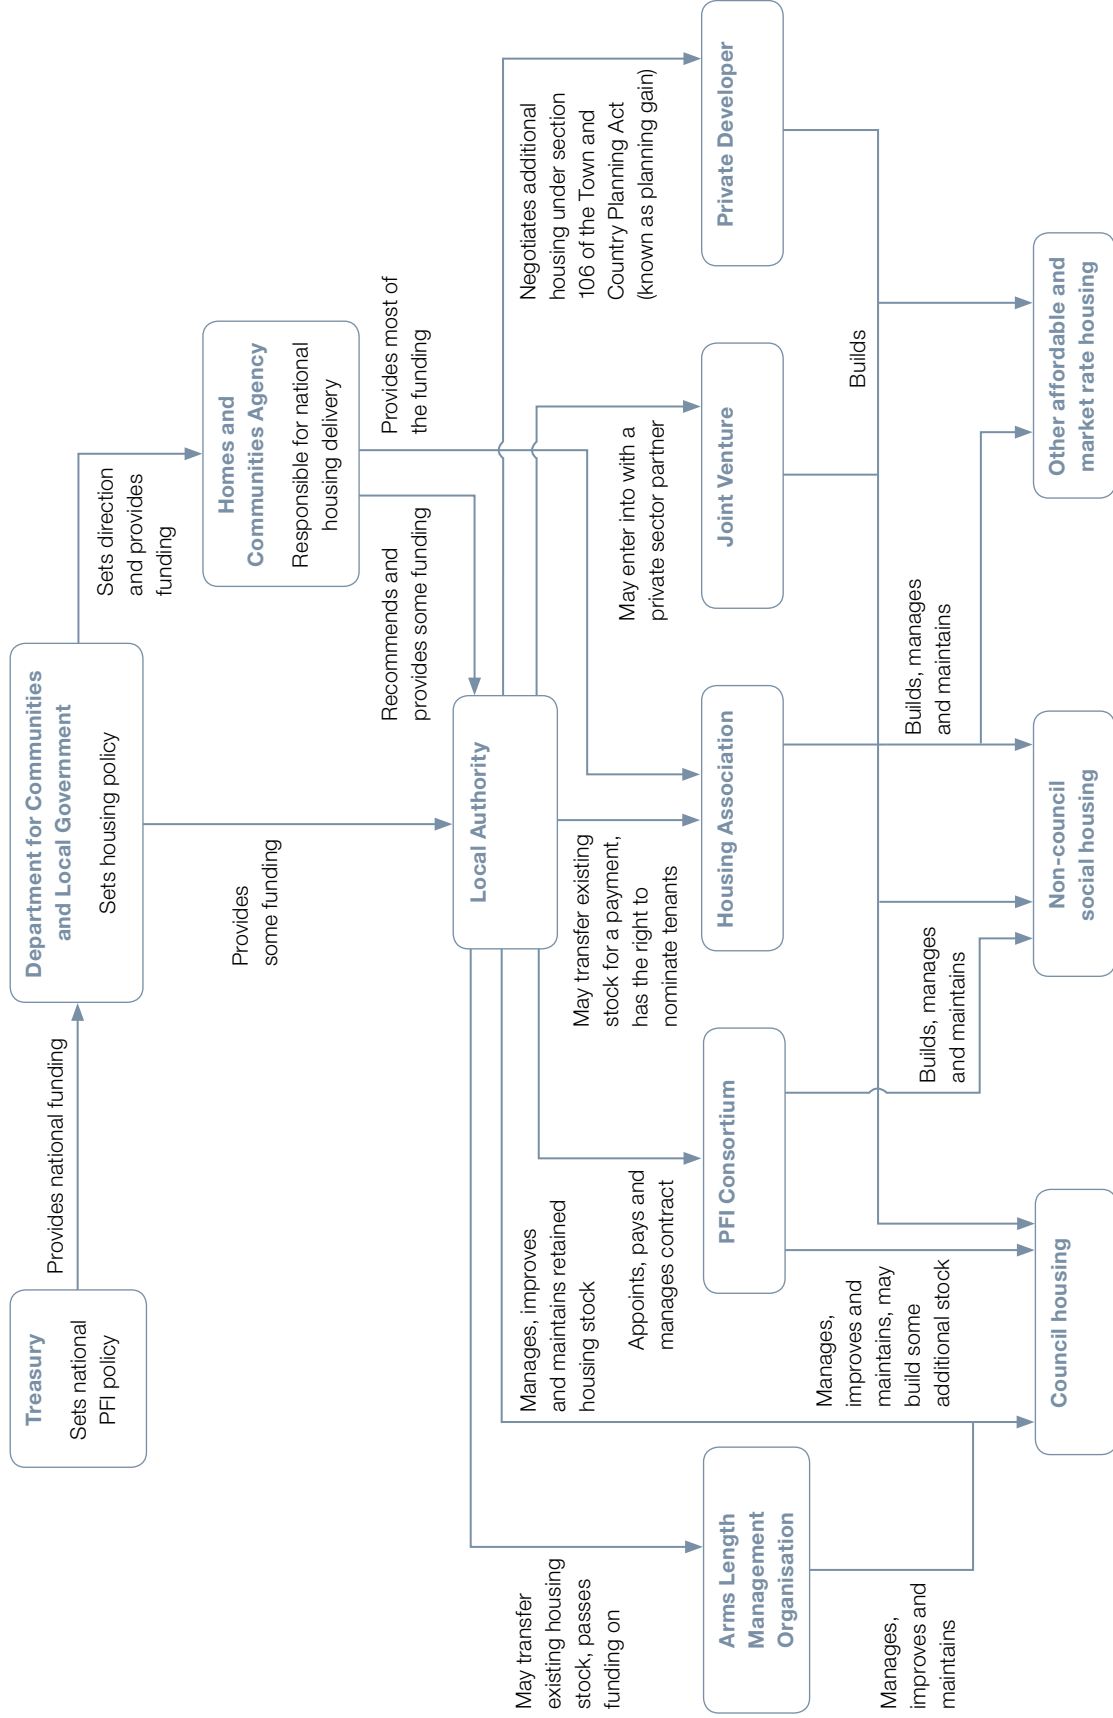 Treasury
Sets national
PFI policy
Provides national funding
Department for Communities
and Local Government
Sets housing policy
Sets direction
and provides
funding
Homes and
Communities Agency
Responsible for national
housing delivery
Provides
some funding
Recommends and
provides some funding
Provides most of
the funding
Local Authority
May transfer
existing housing
stock, passes
funding on
Manages, improves
and maintains retained
housing stock
Appoints, pays and
manages contract
May transfer existing
stock for a payment,
has the right to
nominate tenants
May enter into with a
private sector partner
Negotiates additional
housing under section
106 of the Town and
Country Planning Act
(known as planning gain)
Arms Length
Management
Organisation
PFI Consortium
Housing Association
Joint Venture
Private Developer
Manages,
improves and
maintains
Manages,
improves and
maintains, may
build some
additional stock
Builds, manages
and maintains
Builds, manages
and maintains
Builds
Council housing
Non-council
social housing
Other affordable and
market rate housing